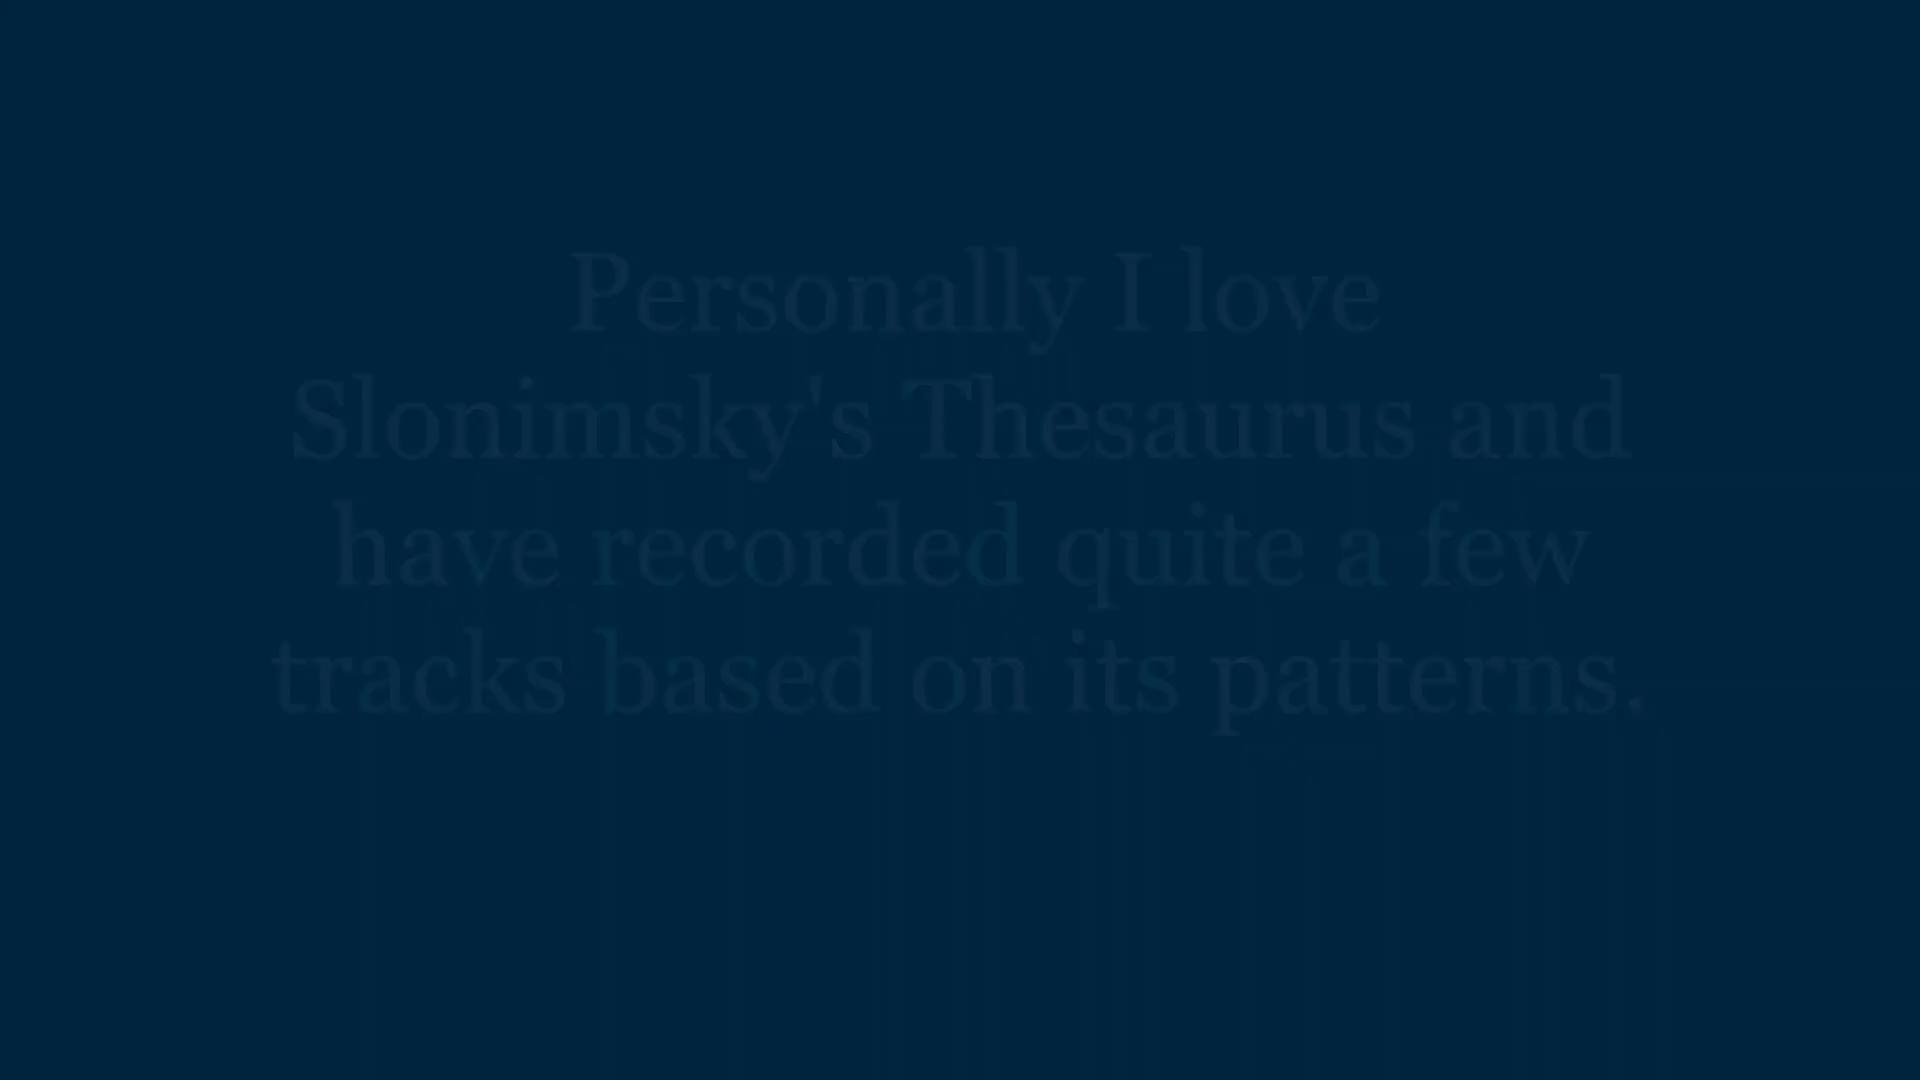 Personally I love
Slonimsky's Thesaurus and
have recorded quite a few
tracks based on its patterns.